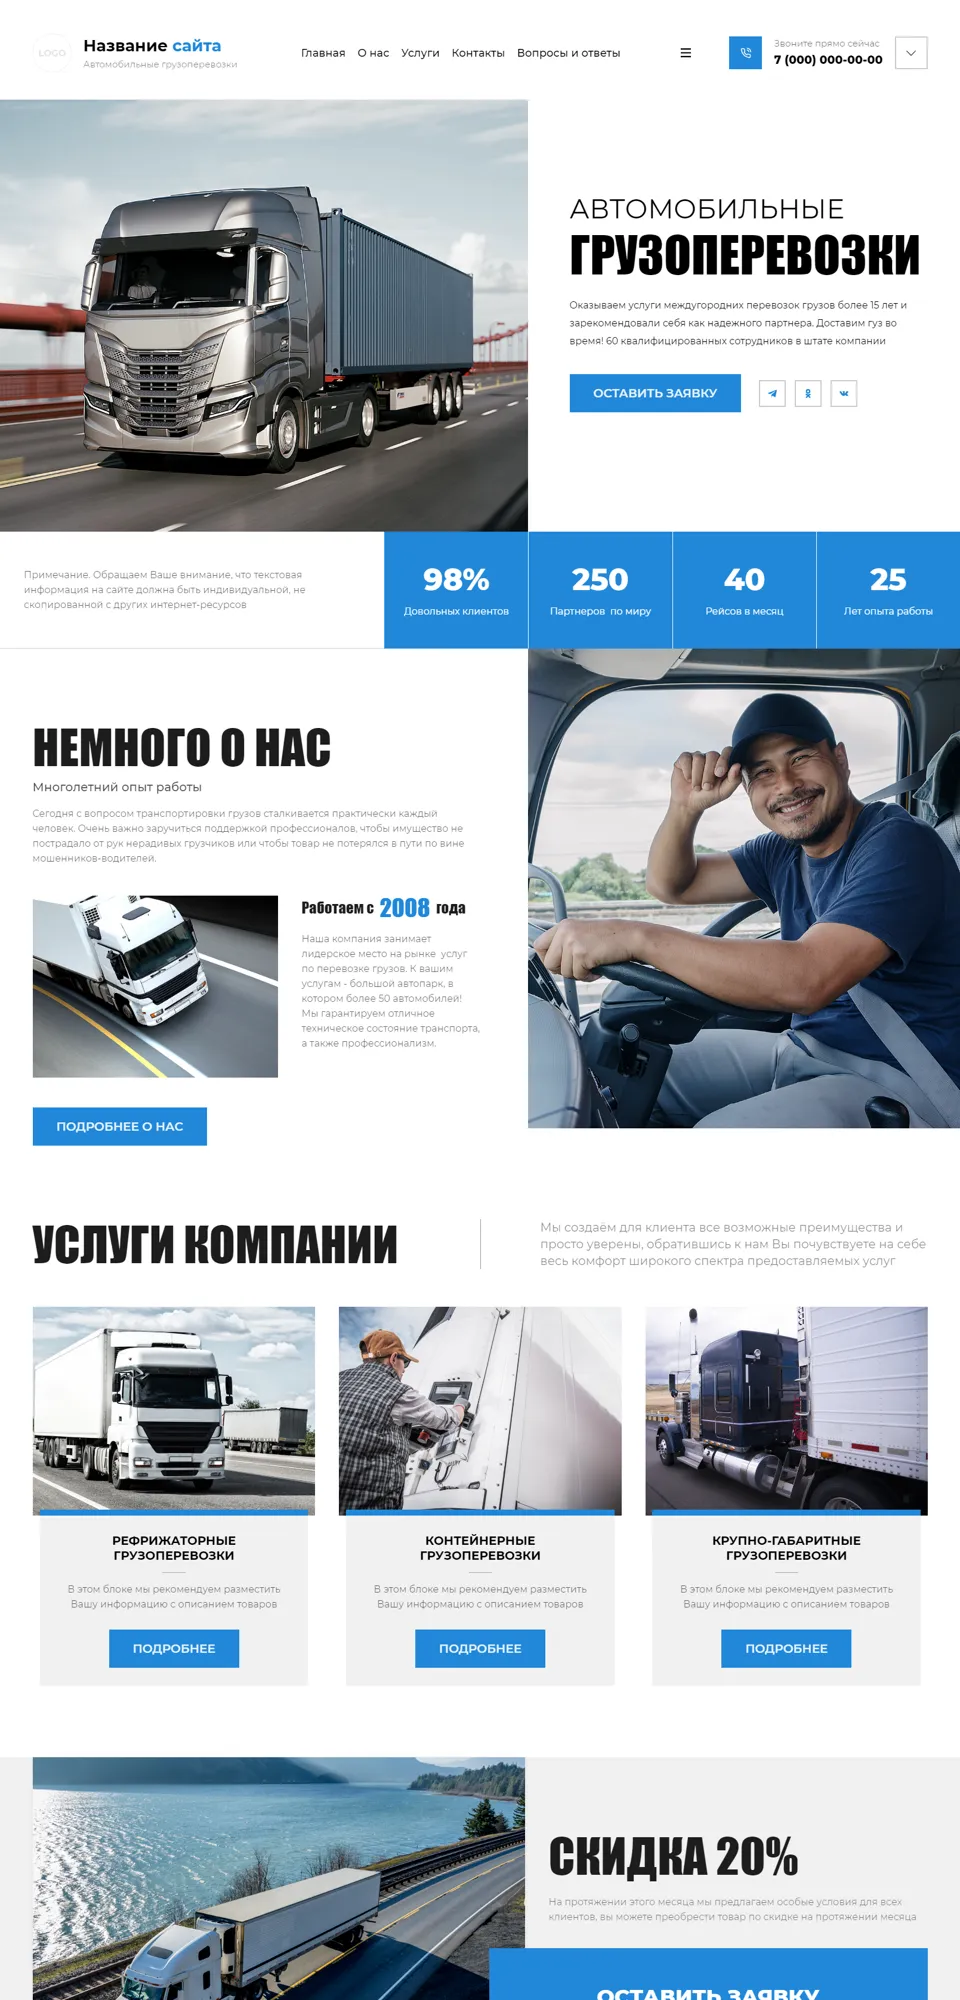 LOGO
Название сайта
Автомобильные грузоперевозки
Главная О нас Услуги Контакты Вопросы и ответы
Звоните прямо сейчас
7 (000) 000-00-00
АВТОМОБИЛЬНЫЕ
ГРУЗОПЕРЕВОЗКИ
Оказываем услуги междугородних перевозок грузов более 15 лет и
зарекомендовали себя как надежного партнера. Доставим гуз во
время! 60 квалифицированных сотрудников в штате компании
ОСТАВИТЬ ЗАЯВКУ
Примечание. Обращаем Ваше внимание, что текстовая
информация на сайте должна быть индивидуальной, не
скопированной с других интернет-ресурсов
98%
Довольных клиентов
250
Партнеров по миру
40
Рейсов в месяц
25
Лет опыта работы
НЕМНОГО О НАС
Многолетний опыт работы
Сегодня с вопросом транспортировки грузов сталкивается практически каждый
человек. Очень важно заручиться поддержкой профессионалов, чтобы имущество не
пострадало от рук нерадивых грузчиков или чтобы товар не потерялся в пути по вине
мошенников-водителей.
Работаем с 2008 года
Наша компания занимает
лидерское место на рынке услуг
по перевозке грузов. К вашим
услугам - большой автопарк, в
котором более 50 автомобилей!
Мы гарантируем отличное
техническое состояние транспорта,
а также профессионализм.
ПОДРОБНЕЕ О НАС
УСЛУГИ КОМПАНИИ
Мы создаём для клиента все возможные преимущества и
просто уверены, обратившись к нам Вы почувствуете на себе
весь комфорт широкого спектра предоставляемых услуг
РЕФРИЖАТОРНЫЕ
ГРУЗОПЕРЕВОЗКИ
В этом блоке мы рекомендуем разместить
Вашу информацию с описанием товаров
ПОДРОБНЕЕ
КОНТЕЙНЕРНЫЕ
ГРУЗОПЕРЕВОЗКИ
В этом блоке мы рекомендуем разместить
Вашу информацию с описанием товаров
ПОДРОБНЕЕ
КРУПНО-ГАБАРИТНЫЕ
ГРУЗОПЕРЕВОЗКИ
В этом блоке мы рекомендуем разместить
Вашу информацию с описанием товаров
ПОДРОБНЕЕ
СКИДКА 20%
На протяжении этого месяца мы предлагаем особые условия для всех
клиентов, вы можете преобрести товар по скидке на протяжении месяца
ОСТАВИТЬ ЗАЯВКУ